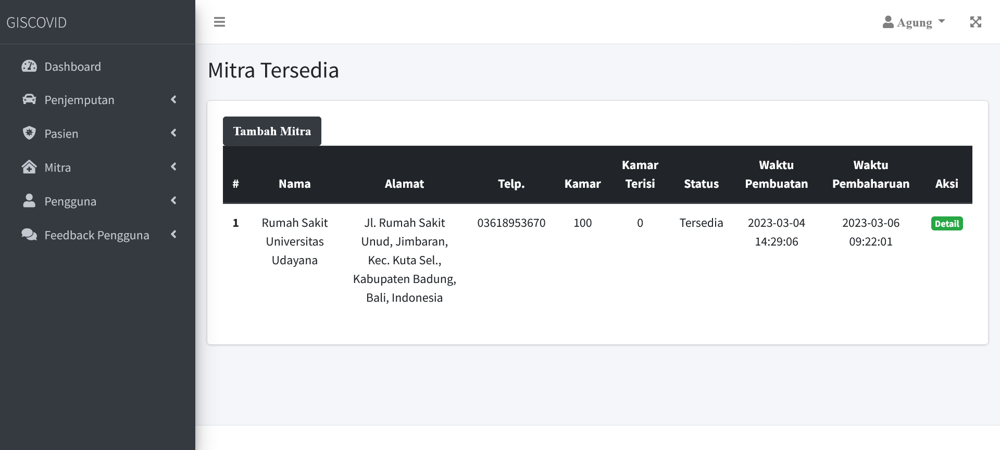 GISCOVID
Agung
Dashboard
Penjemputan
Pasien
Mitra
Pengguna
Feedback Pengguna
Mitra Tersedia
Tambah Mitra
# Nama Alamat Telp. Kamar Kamar Terisi Status Waktu Pembuatan Waktu Pembaharuan Aksi
1 Rumah Sakit Jl. Rumah Sakit 03618953670 100 0 Tersedia 2023-03-04 2023-03-06 Detail
Universitas Unud, Jimbaran, 14:29:06 09:22:01
Udayana Kec. Kuta Sel.,
Kabupaten Badung,
Bali, Indonesia